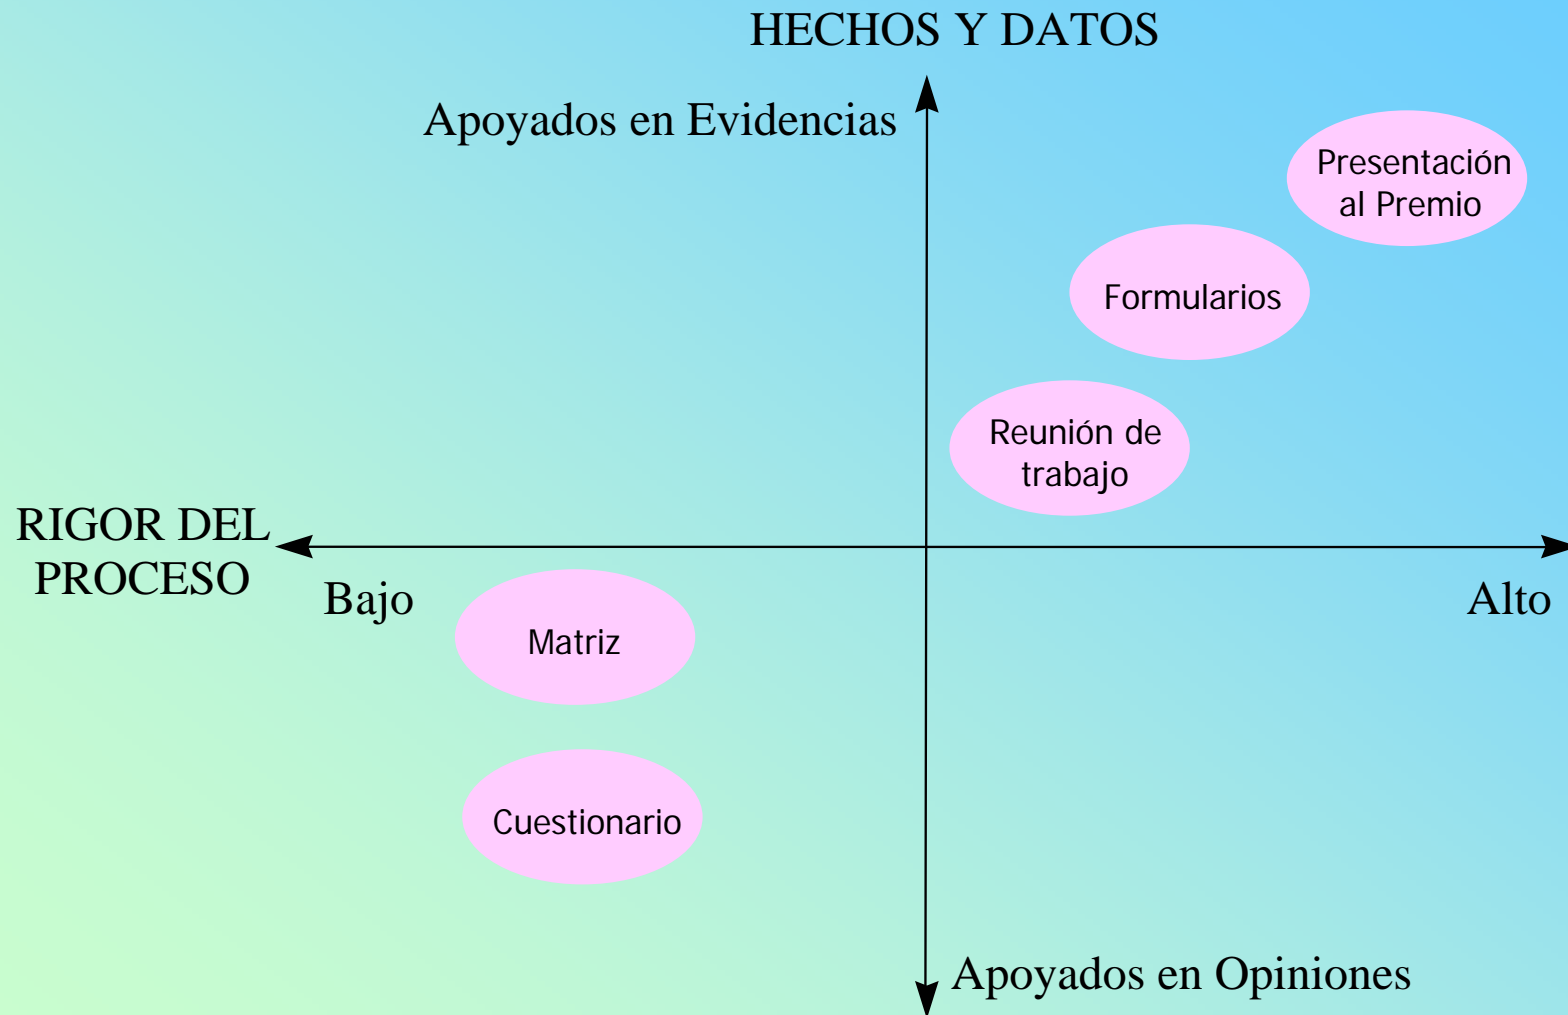 HECHOS Y DATOS
Apoyados en Evidencias
Presentación
al Premio
Formularios
Reunión de
trabajo
RIGOR DEL
PROCESO
Bajo
Alto
Matriz
Cuestionario
Apoyados en Opiniones